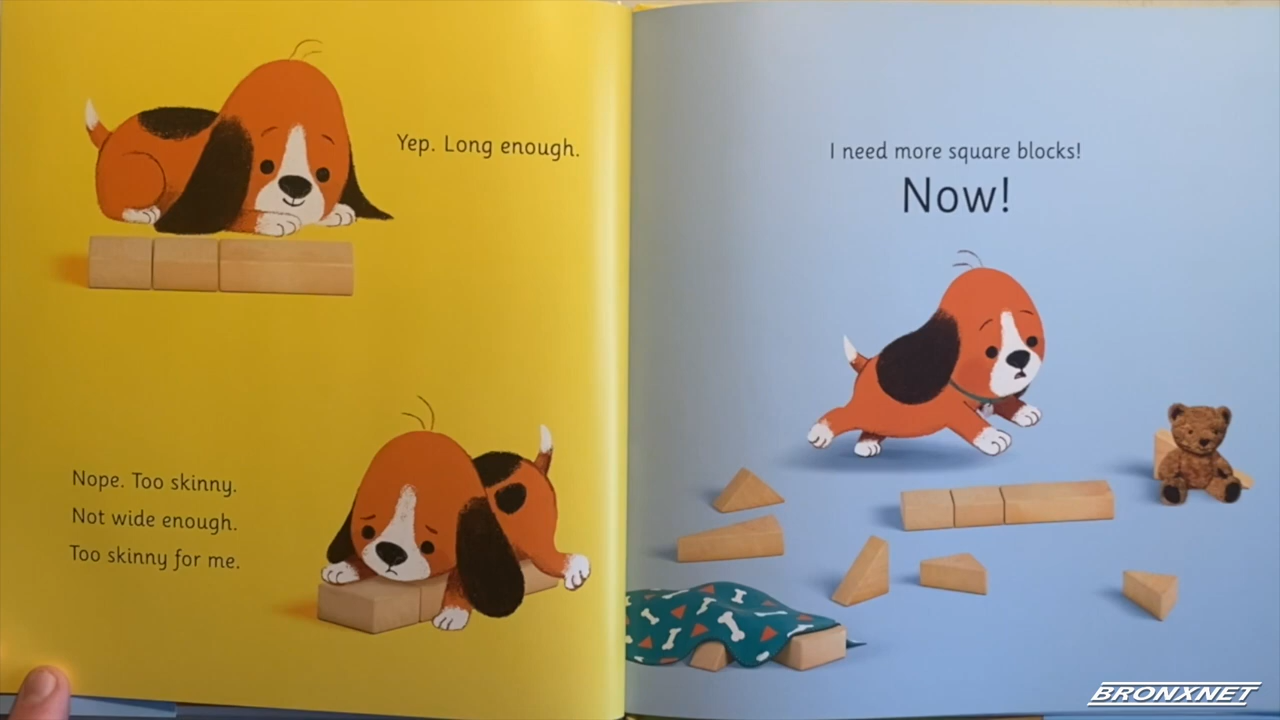 Yep. Long enough.
Nope. Too skinny.
Not wide enough.
Too skinny for me.
I need more square blocks!
Now!
BRONXNET